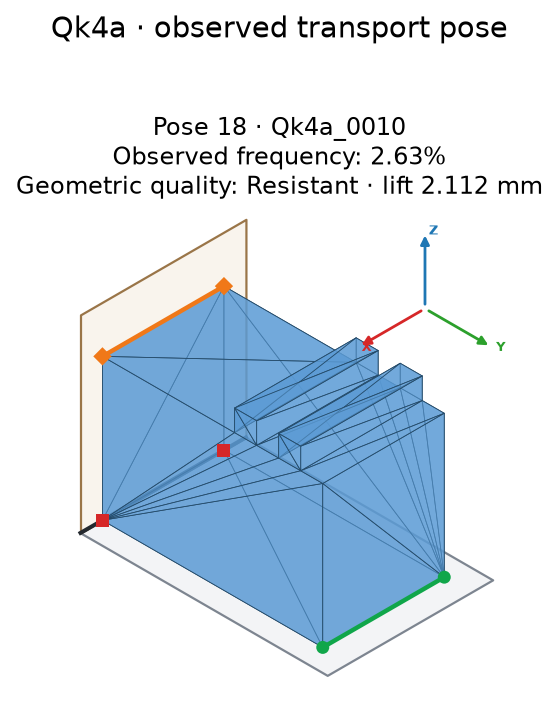 Qk4a · observed transport pose
Pose 18 · Qk4a_0010
Observed frequency: 2.63%
Geometric quality: Resistant · lift 2.112 mm
Z
X
Y